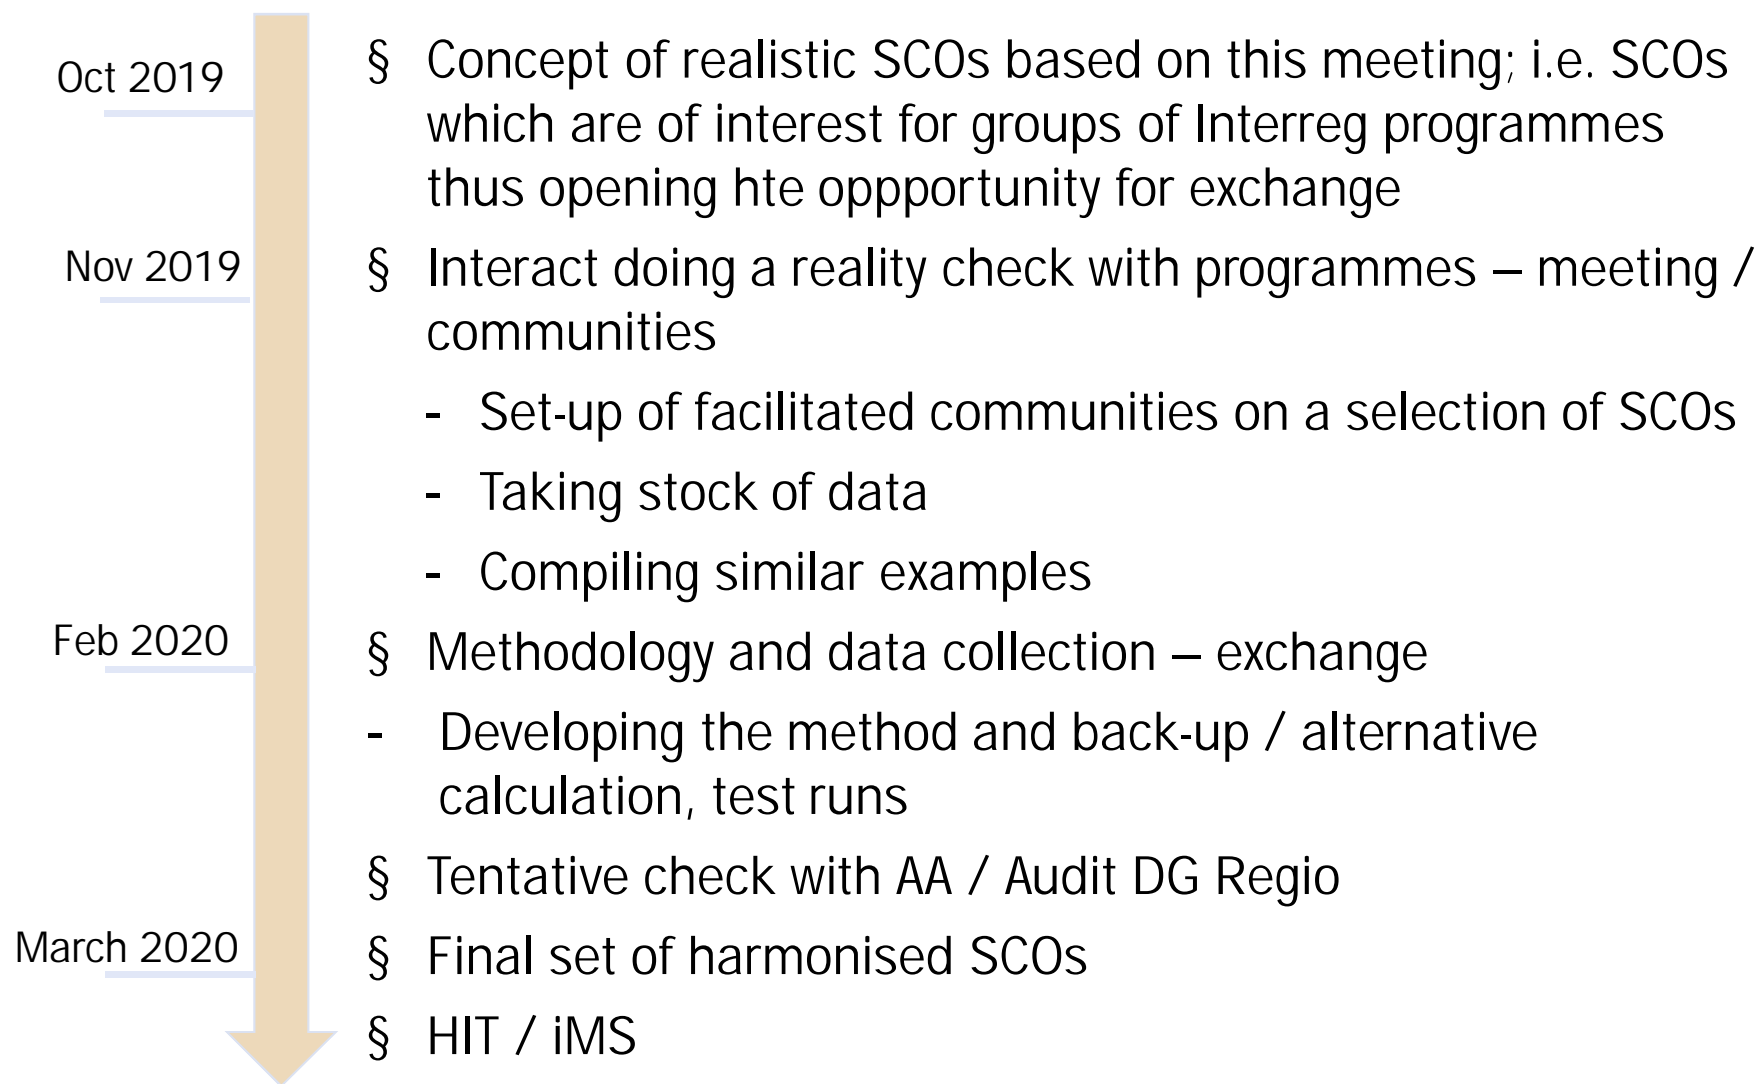 Oct 2019
§ Concept of realistic SCOs based on this meeting; i.e. SCOs
which are of interest for groups of Interreg programmes
thus opening hte oppportunity for exchange
Nov 2019
§ Interact doing a reality check with programmes – meeting /
communities
- Set-up of facilitated communities on a selection of SCOs
- Taking stock of data
- Compiling similar examples
Feb 2020
§ Methodology and data collection – exchange
- Developing the method and back-up / alternative
calculation, test runs
§ Tentative check with AA / Audit DG Regio
March 2020
§ Final set of harmonised SCOs
§ HIT / iMS